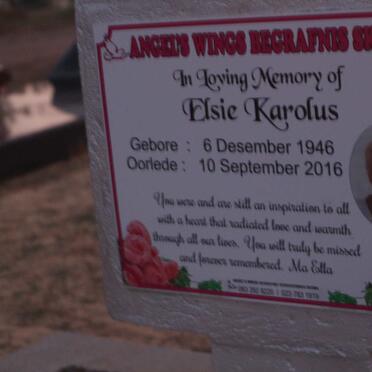 ANGEL'S WINGS BEGRAFNIS
In Loving Memory of
Elsie Karolus
Gebore : 6 Desember 1946
Oorlede : 10 September 2016
You were and are still an inspiration to all
with a heart that radiated love and warmth
through all our lives. You will truly be missed
and forever remembered. Ma Ella